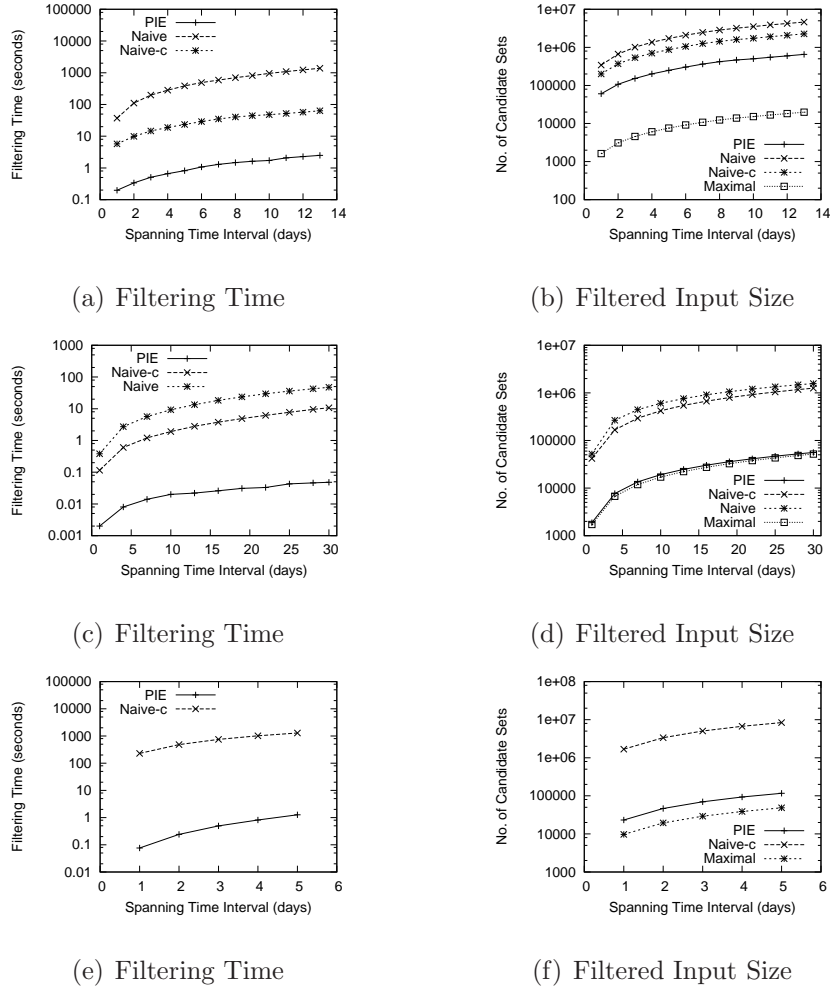 100000
10000
1000
100
10
1
0.1
0 2 4 6 8 10 12 14
Filtering Time (seconds)
Spanning Time Interval (days)
PIE
Naive
Naive-c
(a) Filtering Time
1e+07
1e+06
100000
10000
1000
100
0 2 4 6 8 10 12 14
No. of Candidate Sets
Spanning Time Interval (days)
PIE
Naive
Naive-c
Maximal
(b) Filtered Input Size
1000
100
10
1
0.1
0.01
0.001
0 5 10 15 20 25 30
Filtering Time (seconds)
Spanning Time Interval (days)
PIE
Naive-c
Naive
(c) Filtering Time
1e+07
1e+06
100000
10000
1000
0 5 10 15 20 25 30
No. of Candidate Sets
Spanning Time Interval (days)
PIE
Naive-c
Naive
Maximal
(d) Filtered Input Size
100000
10000
1000
100
10
1
0.1
0.01
0 1 2 3 4 5 6
Filtering Time (seconds)
Spanning Time Interval (days)
PIE
Naive-c
(e) Filtering Time
1e+08
1e+07
1e+06
100000
10000
1000
0 1 2 3 4 5 6
No. of Candidate Sets
Spanning Time Interval (days)
PIE
Naive-c
Maximal
(f) Filtered Input Size